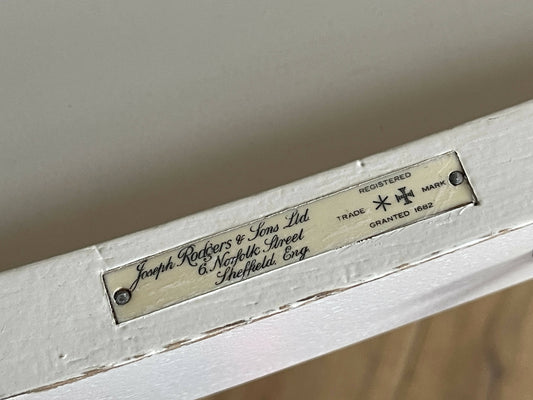 Joseph Rodgers & Sons Ltd
6, Norfolk Street
Sheffield, Eng
REGISTERED
TRADE MARK
GRANTED 1682